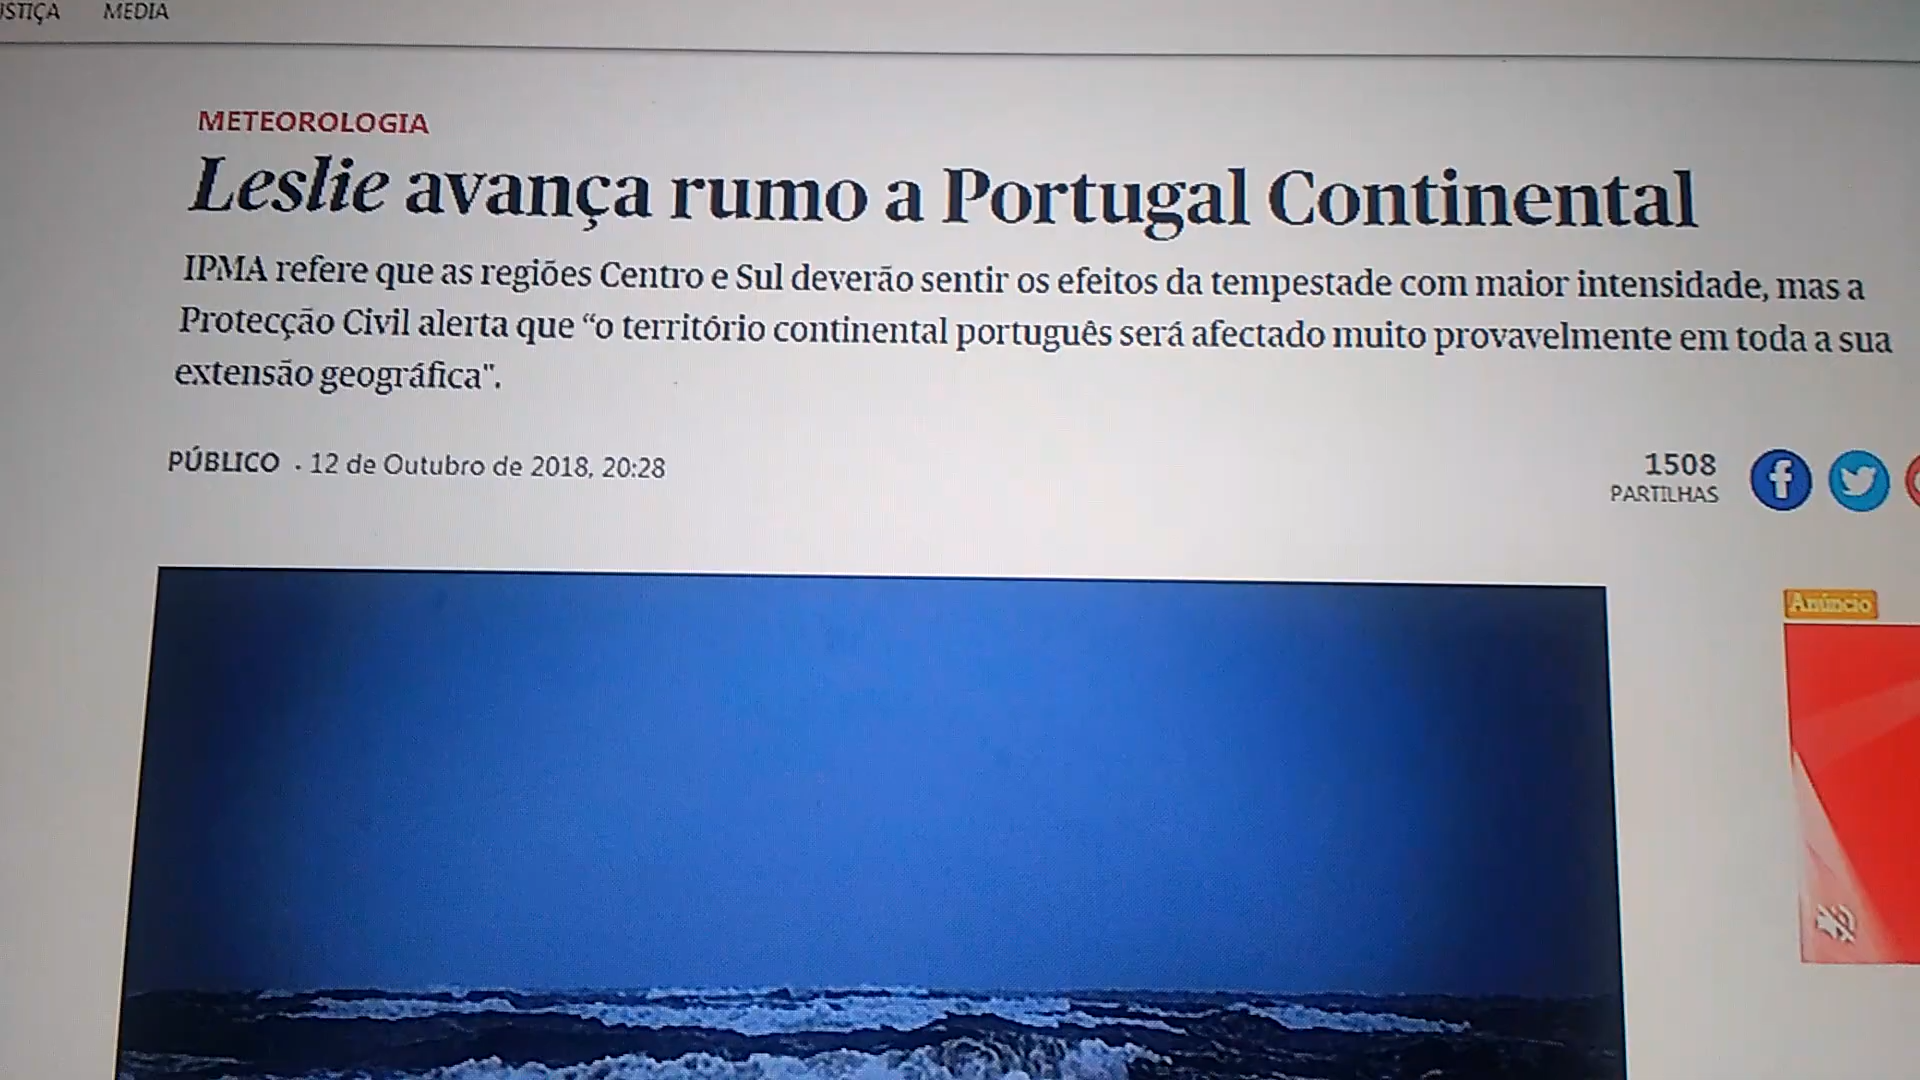 MEDIA
METEOROLOGIA
Leslie avança rumo a Portugal Continental
IPMA refere que as regiões Centro e Sul deverão sentir os efeitos da tempestade com maior intensidade, mas a
Protecção Civil alerta que “o território continental português será afectado muito provavelmente em toda a sua
extensão geográfica".
PÚBLICO · 12 de Outubro de 2018, 20:28
1508
PARTILHAS
Anúncio